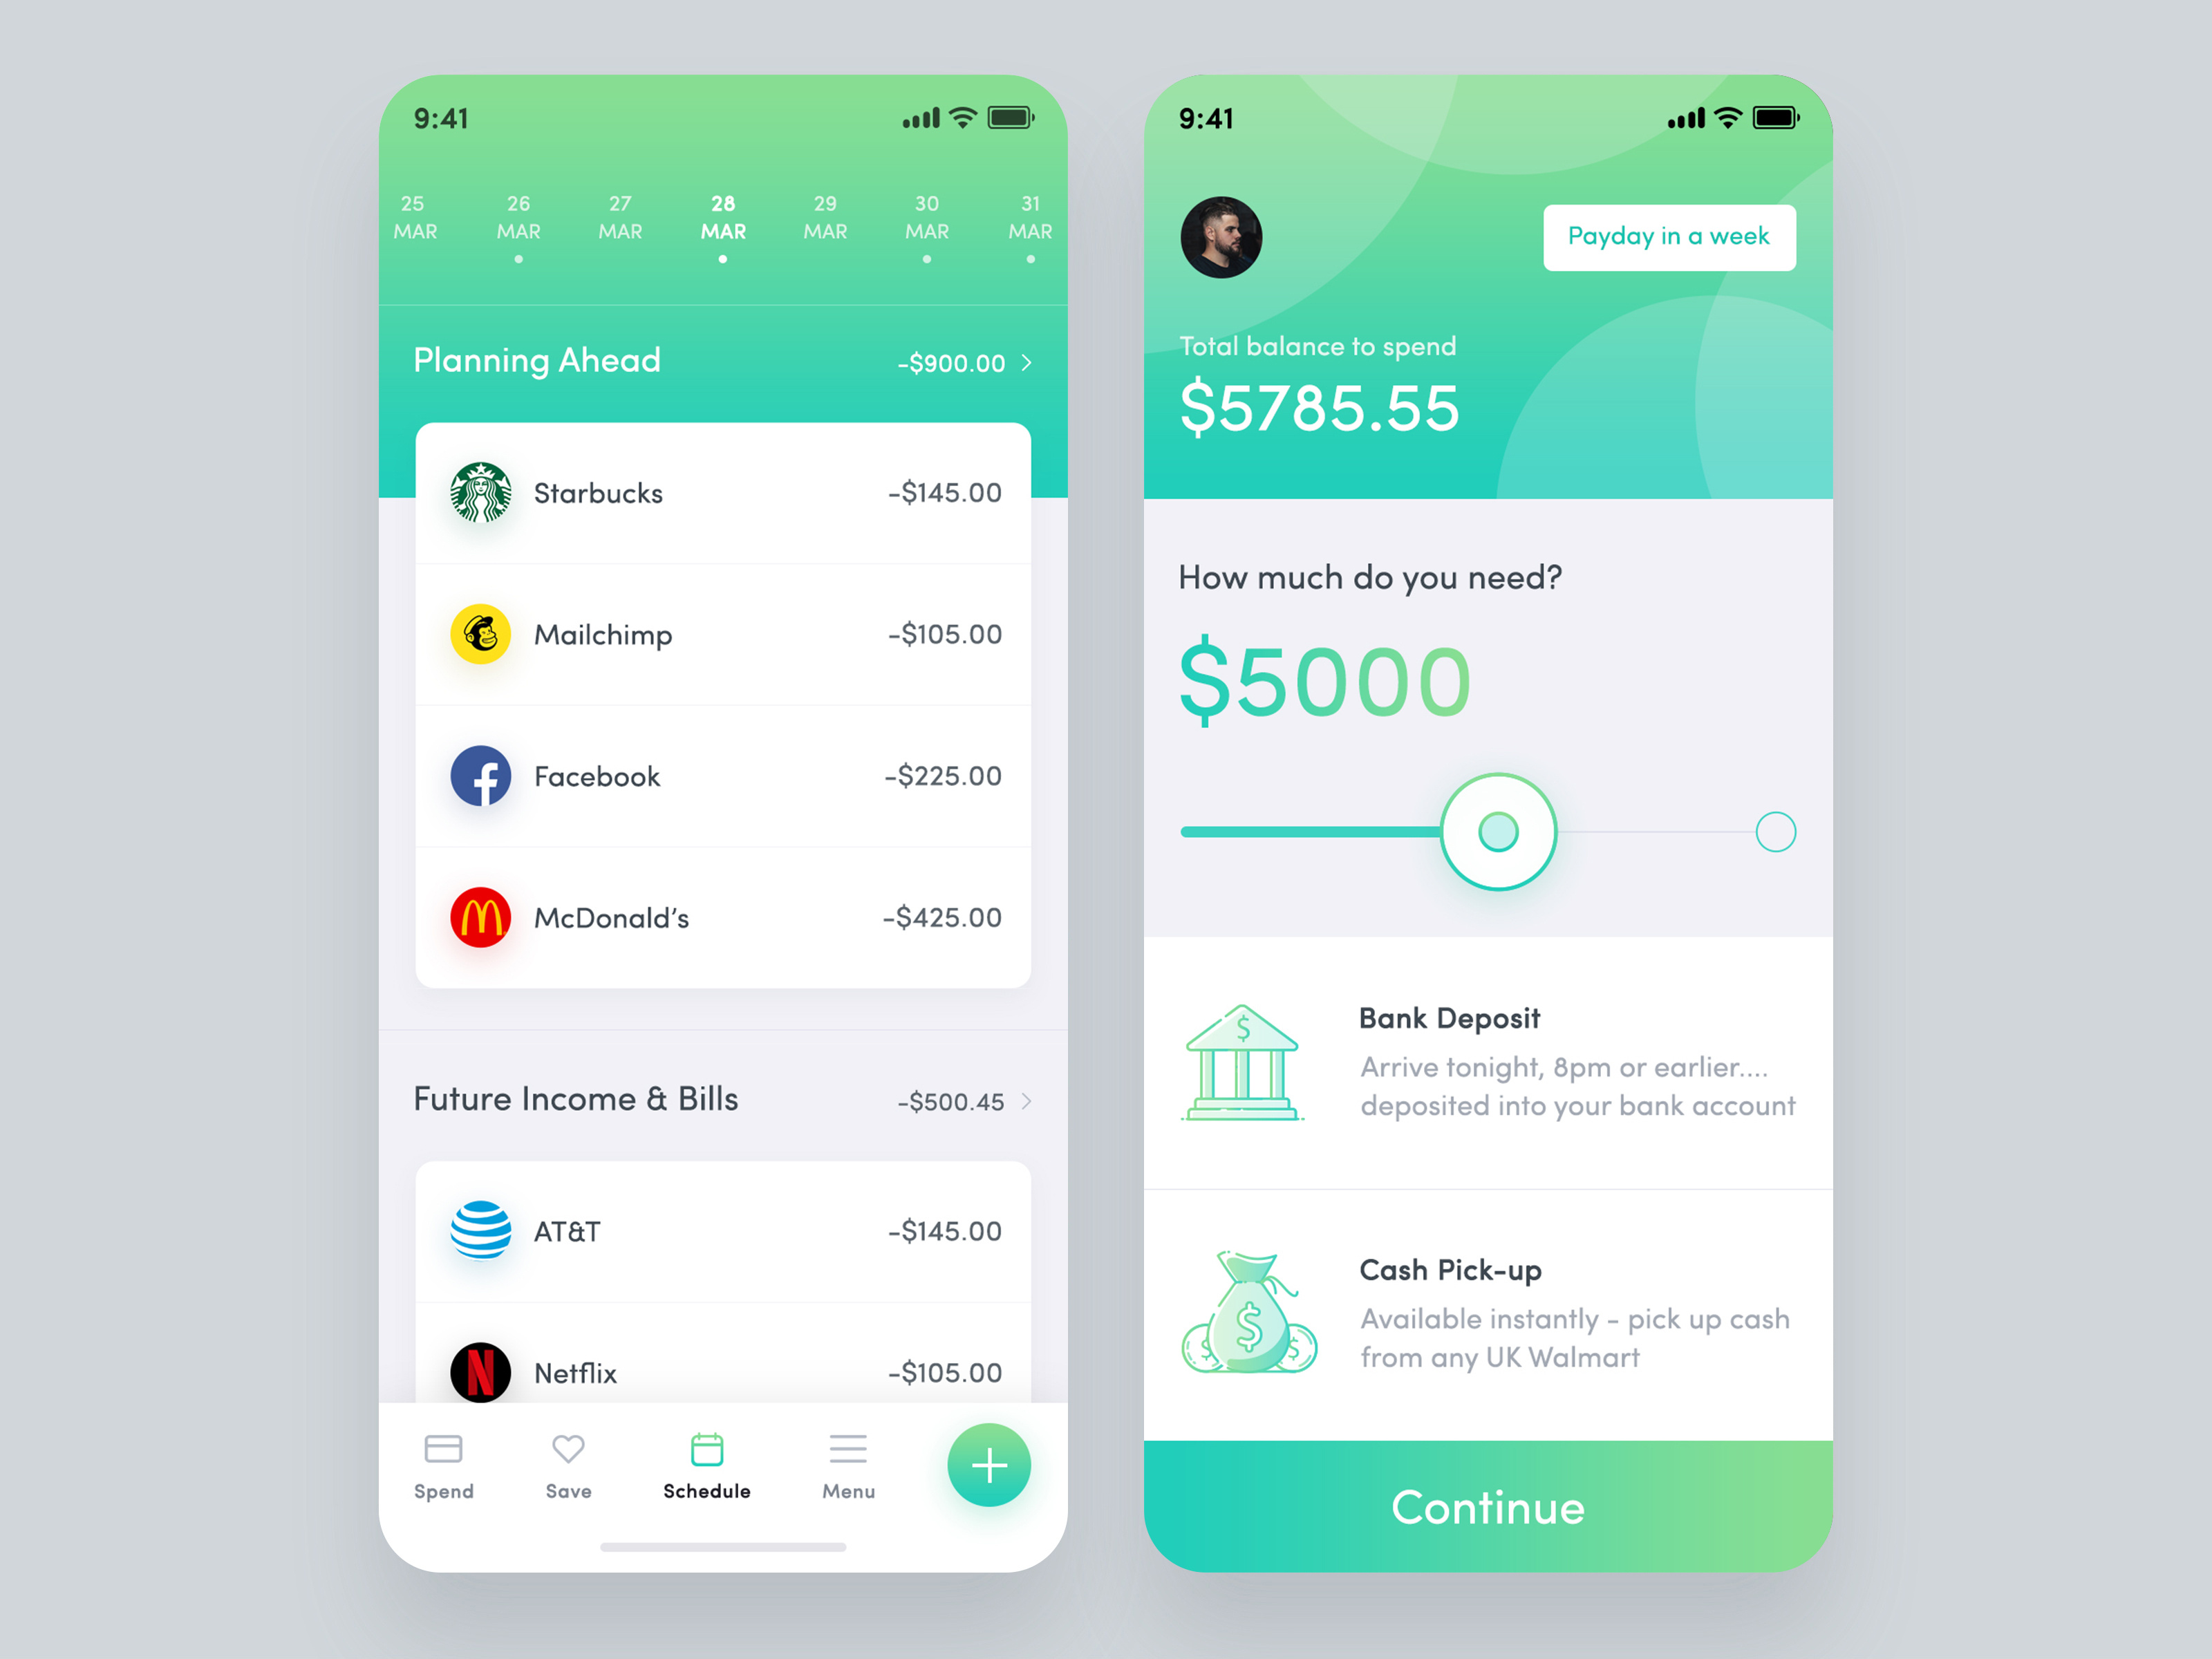 9:41
25 26 27 28 29 30 31
MAR MAR MAR MAR MAR MAR MAR
Planning Ahead -$900.00
Starbucks -$145.00
Mailchimp -$105.00
Facebook -$225.00
McDonald’s -$425.00
Future Income & Bills -$500.45
AT&T -$145.00
Netflix -$105.00
Spend Save Schedule Menu
9:41
Payday in a week
Total balance to spend
$5785.55
How much do you need?
$5000
Bank Deposit
Arrive tonight, 8pm or earlier....
deposited into your bank account
Cash Pick-up
Available instantly - pick up cash
from any UK Walmart
Continue